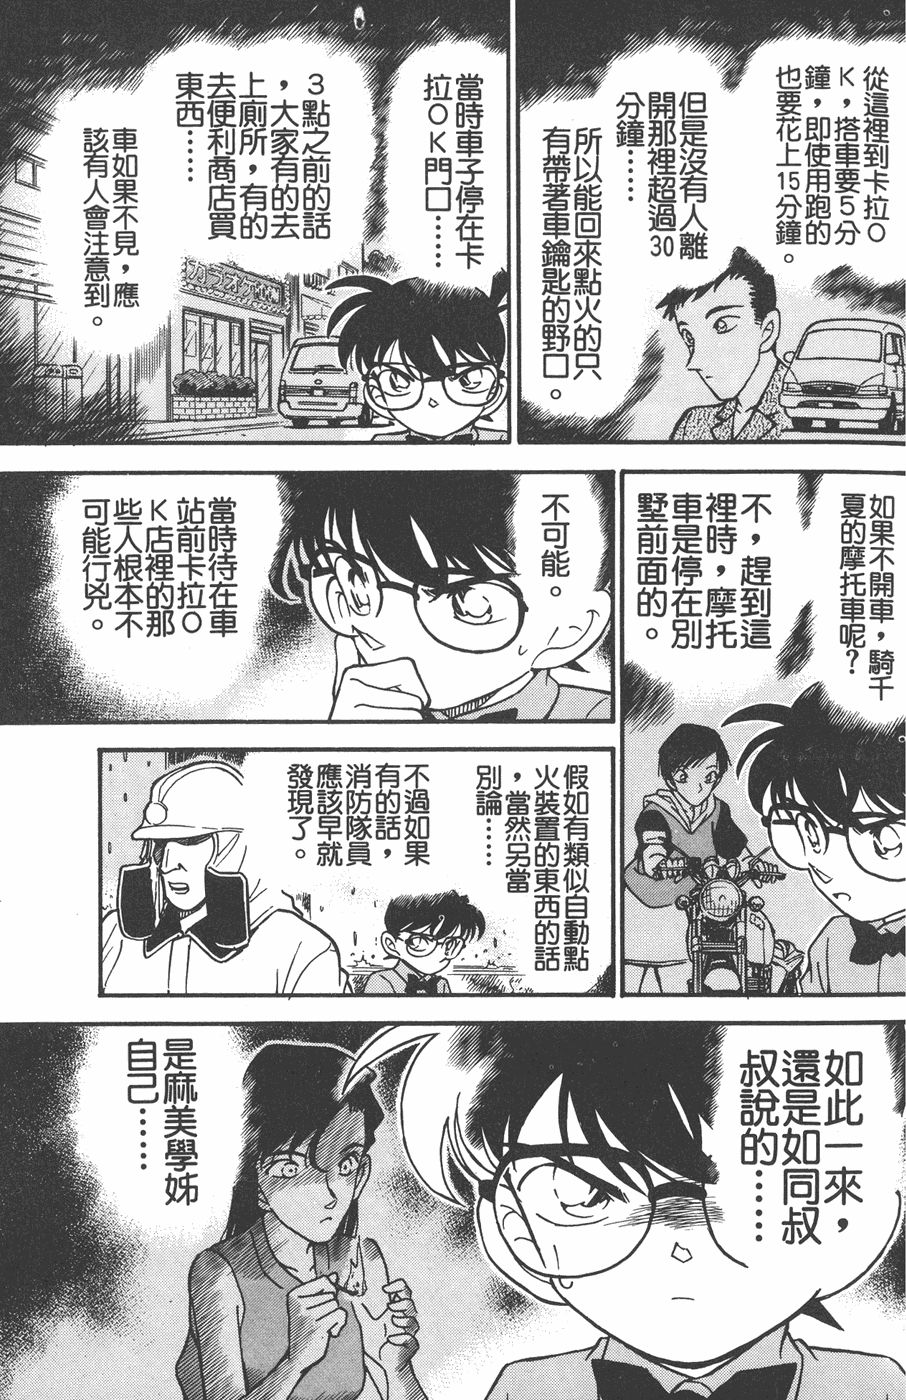 從這裡到卡拉O
K，搭車要5分
鐘，即使用跑的
也要花上15分鐘。
但是沒有人離
開那裡超過30
分鐘……
所以能回來點火的只
有帶著車鑰匙的野口。
當時車子停在卡
拉OK門口……
3點之前的話
，大家有的去
上廁所，有的
去便利商店買
東西……
車如果不見，應
該有人會注意到。
カラオケ
如果不開車，騎千
夏的摩托車呢？
不，趕到這
裡時，摩托
車是停在別
墅前面的。
不可能。
當時待在車
站前卡拉O
K店裡的那
些人根本不
可能行兇。
假如有類似自動點
火裝置的東西的話
，當然另當
別論……
不過如果
有的話，
消防隊員
應該早就
發現了。
如此一來，
還是如同叔
叔說的……
是麻美學姊
自己……